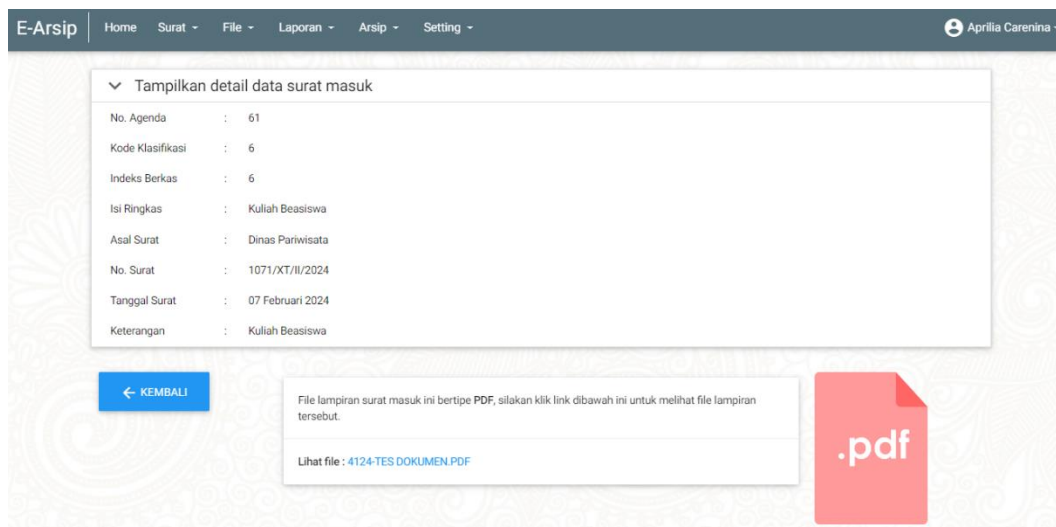 E-Arsip Home Surat File Laporan Arsip Setting Aprilia Carenina
Tampilkan detail data surat masuk
No. Agenda : 61
Kode Klasifikasi : 6
Indeks Berkas : 6
Isi Ringkas : Kuliah Beasiswa
Asal Surat : Dinas Pariwisata
No. Surat : 1071/XT/II/2024
Tanggal Surat : 07 Februari 2024
Keterangan : Kuliah Beasiswa
← KEMBALI
File lampiran surat masuk ini bertipe PDF, silakan klik link dibawah ini untuk melihat file lampiran
tersebut.
Lihat file : 4124-TES DOKUMEN.PDF
.pdf